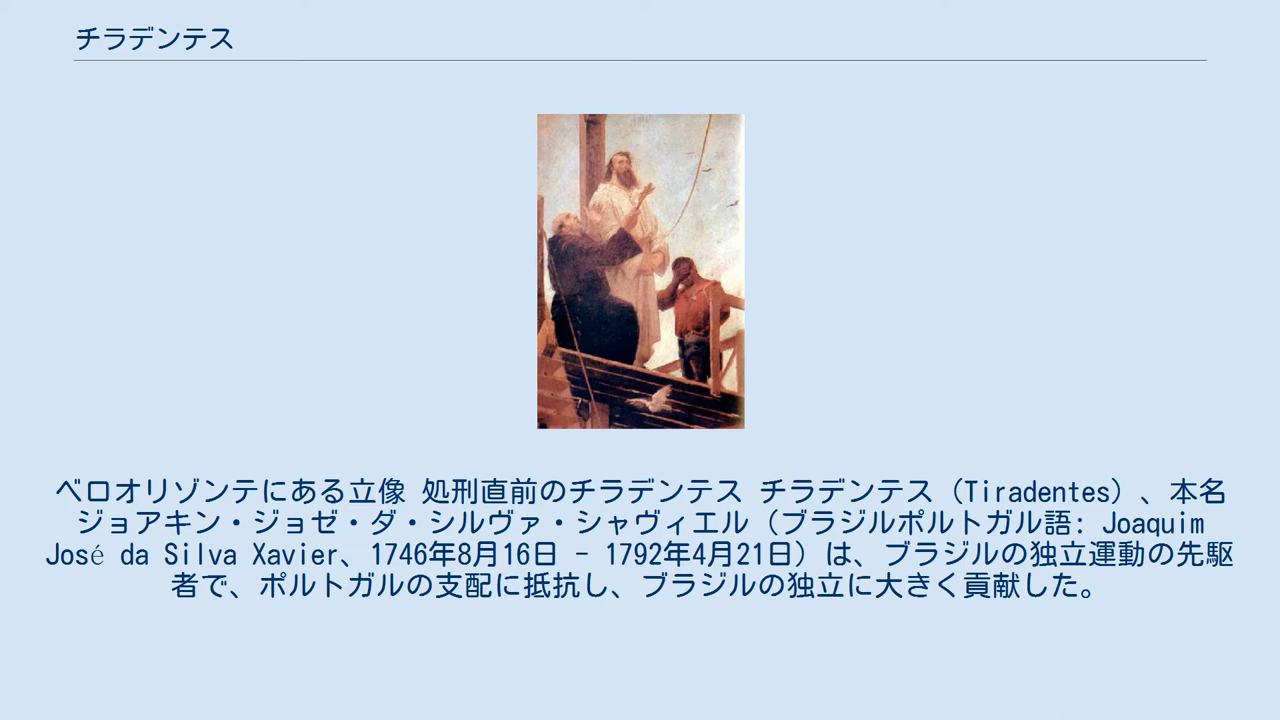 チラデンテス
ベロオリゾンテにある立像 処刑直前のチラデンテス チラデンテス（Tiradentes）、本名
ジョアキン・ジョゼ・ダ・シルヴァ・シャヴィエル（ブラジルポルトガル語: Joaquim
José da Silva Xavier、1746年8月16日 - 1792年4月21日）は、ブラジルの独立運動の先駆
者で、ポルトガルの支配に抵抗し、ブラジルの独立に大きく貢献した。